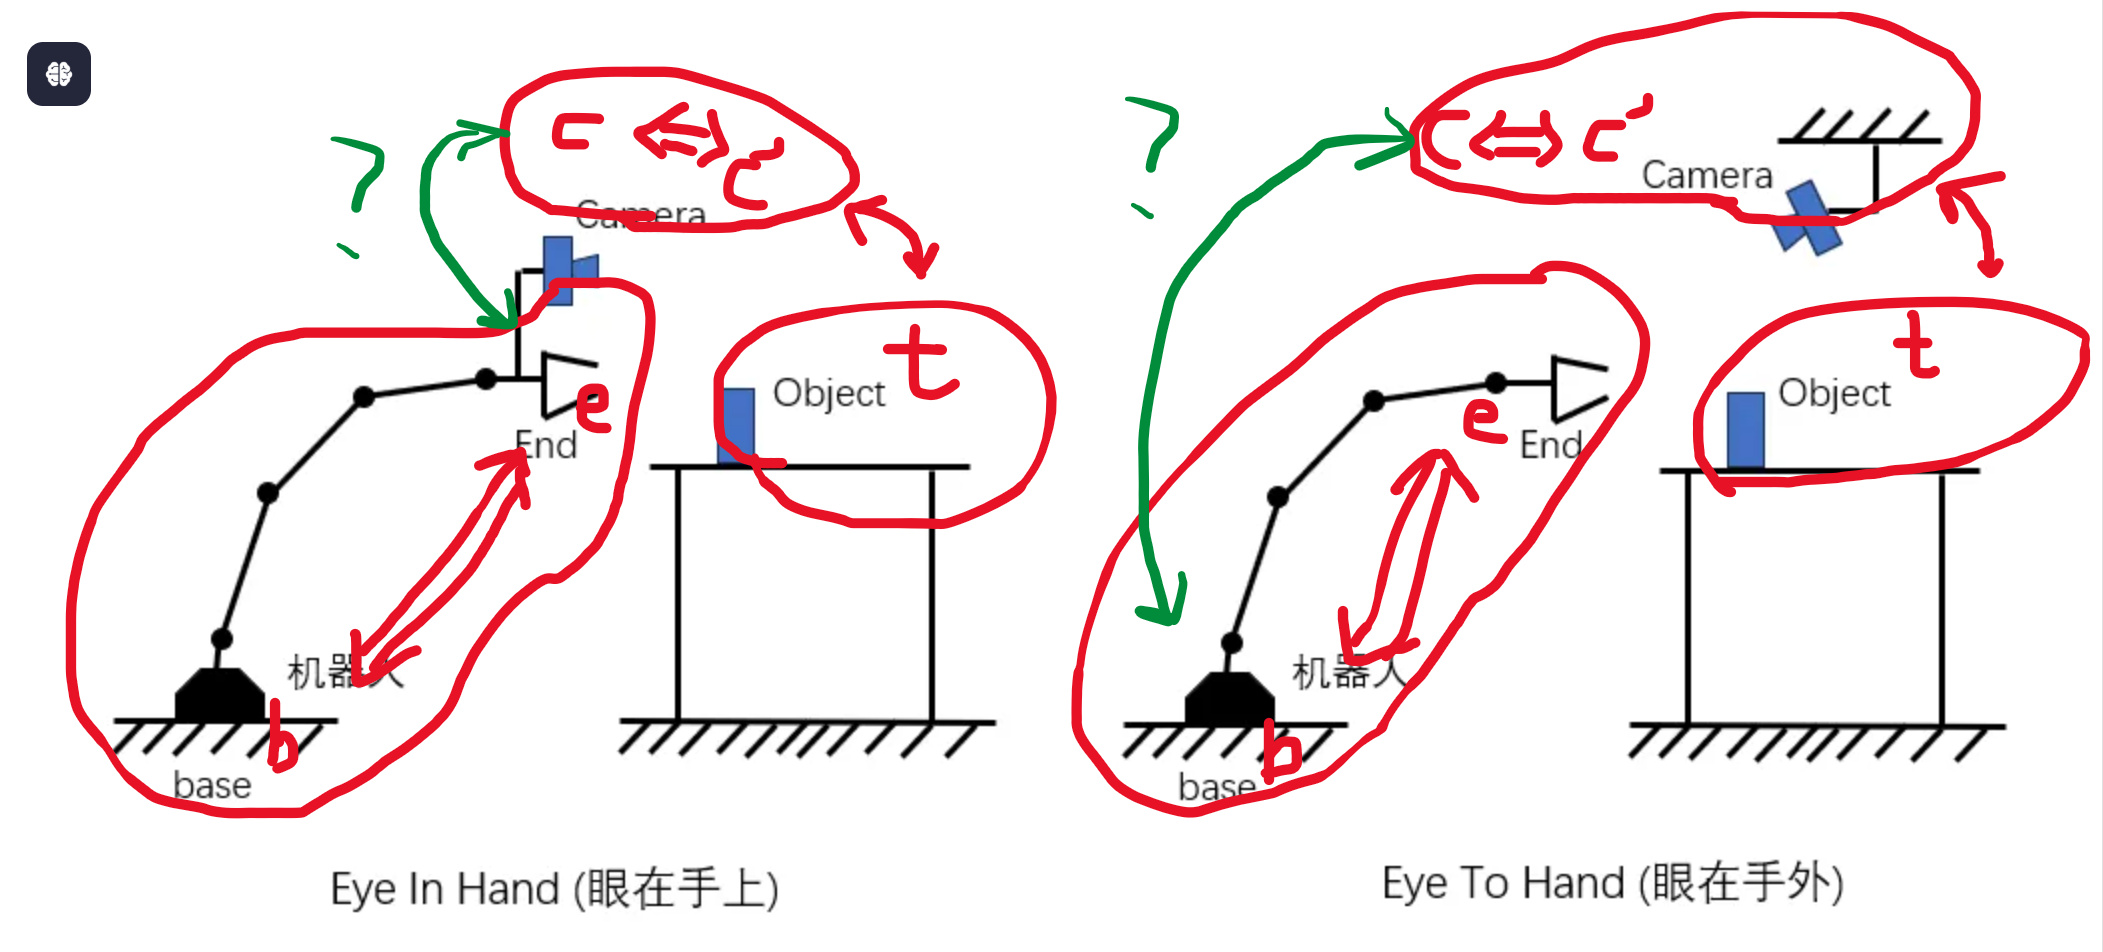 ?
c ⟺ c'
Camera
Object
t
e
End
机器人
b
base
Eye In Hand (眼在手上)
?
c ⟺ c'
Camera
Object
t
e
End
机器人
b
base
Eye To Hand (眼在手外)